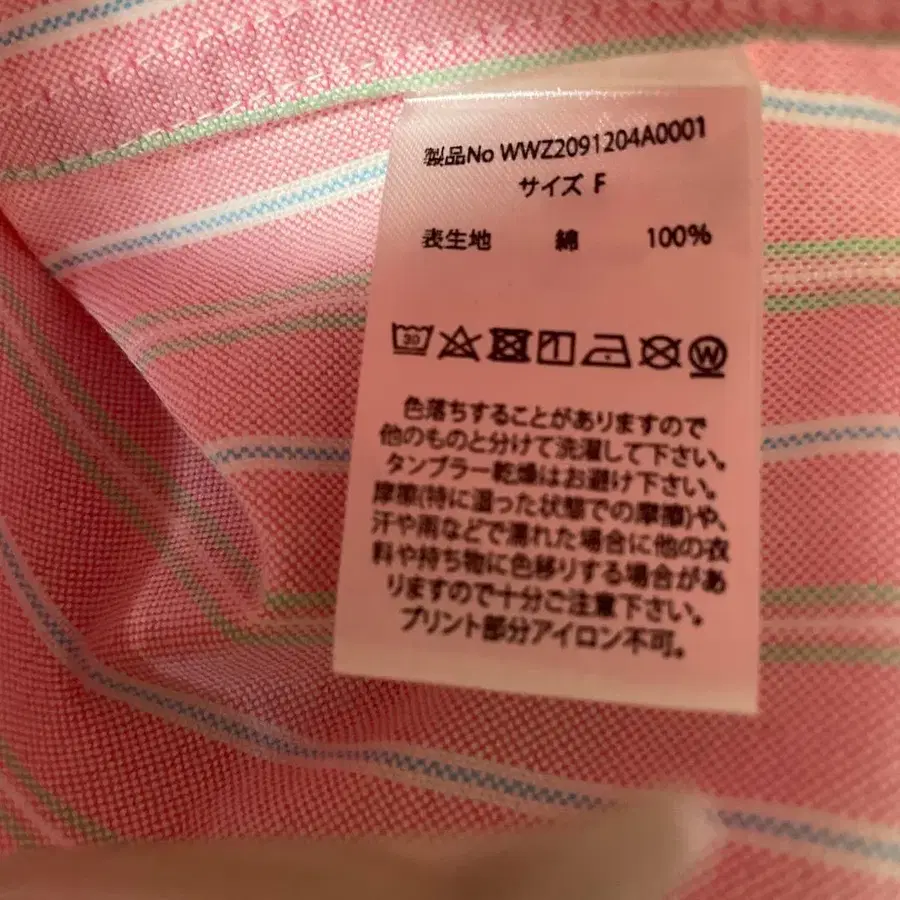 製品No WWZ2091204A0001
サイズ F
表生地 綿 100%
30
W
色落ちすることがありますので
他のものと分けて洗濯して下さい。
タンブラー乾燥はお避け下さい。
摩擦(特に湿った状態での摩擦)や、
汗や雨などで濡れた場合に他の衣
料や持ち物に色移りする場合があ
りますので十分ご注意下さい。
プリント部分アイロン不可。